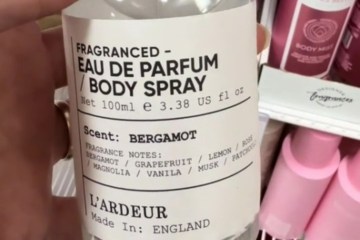 FRAGRANCED –
EAU DE PARFUM
/ BODY SPRAY
Net 100ml e 3.38 US fl oz
Scent: BERGAMOT
FRAGRANCE NOTES:
BERGAMOT / GRAPEFRUIT / LEMON / ROSE
/ MAGNOLIA / VANILA / MUSK / PATCHOULI
L'ARDEUR
Made In: ENGLAND
BODY MIST
fragrances